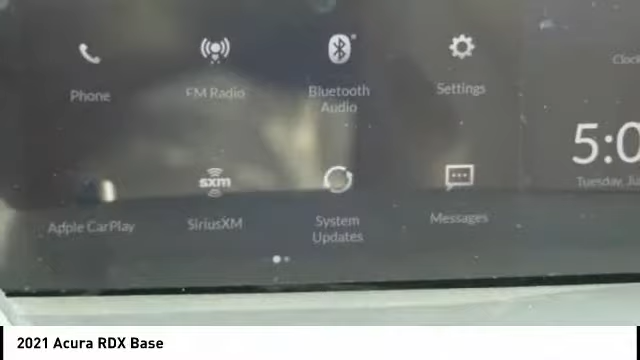 Phone
FM Radio
Bluetooth
Audio
Settings
Clock
5:0
Tuesday, Ju
Apple CarPlay
sxm
SiriusXM
System
Updates
Messages
2021 Acura RDX Base